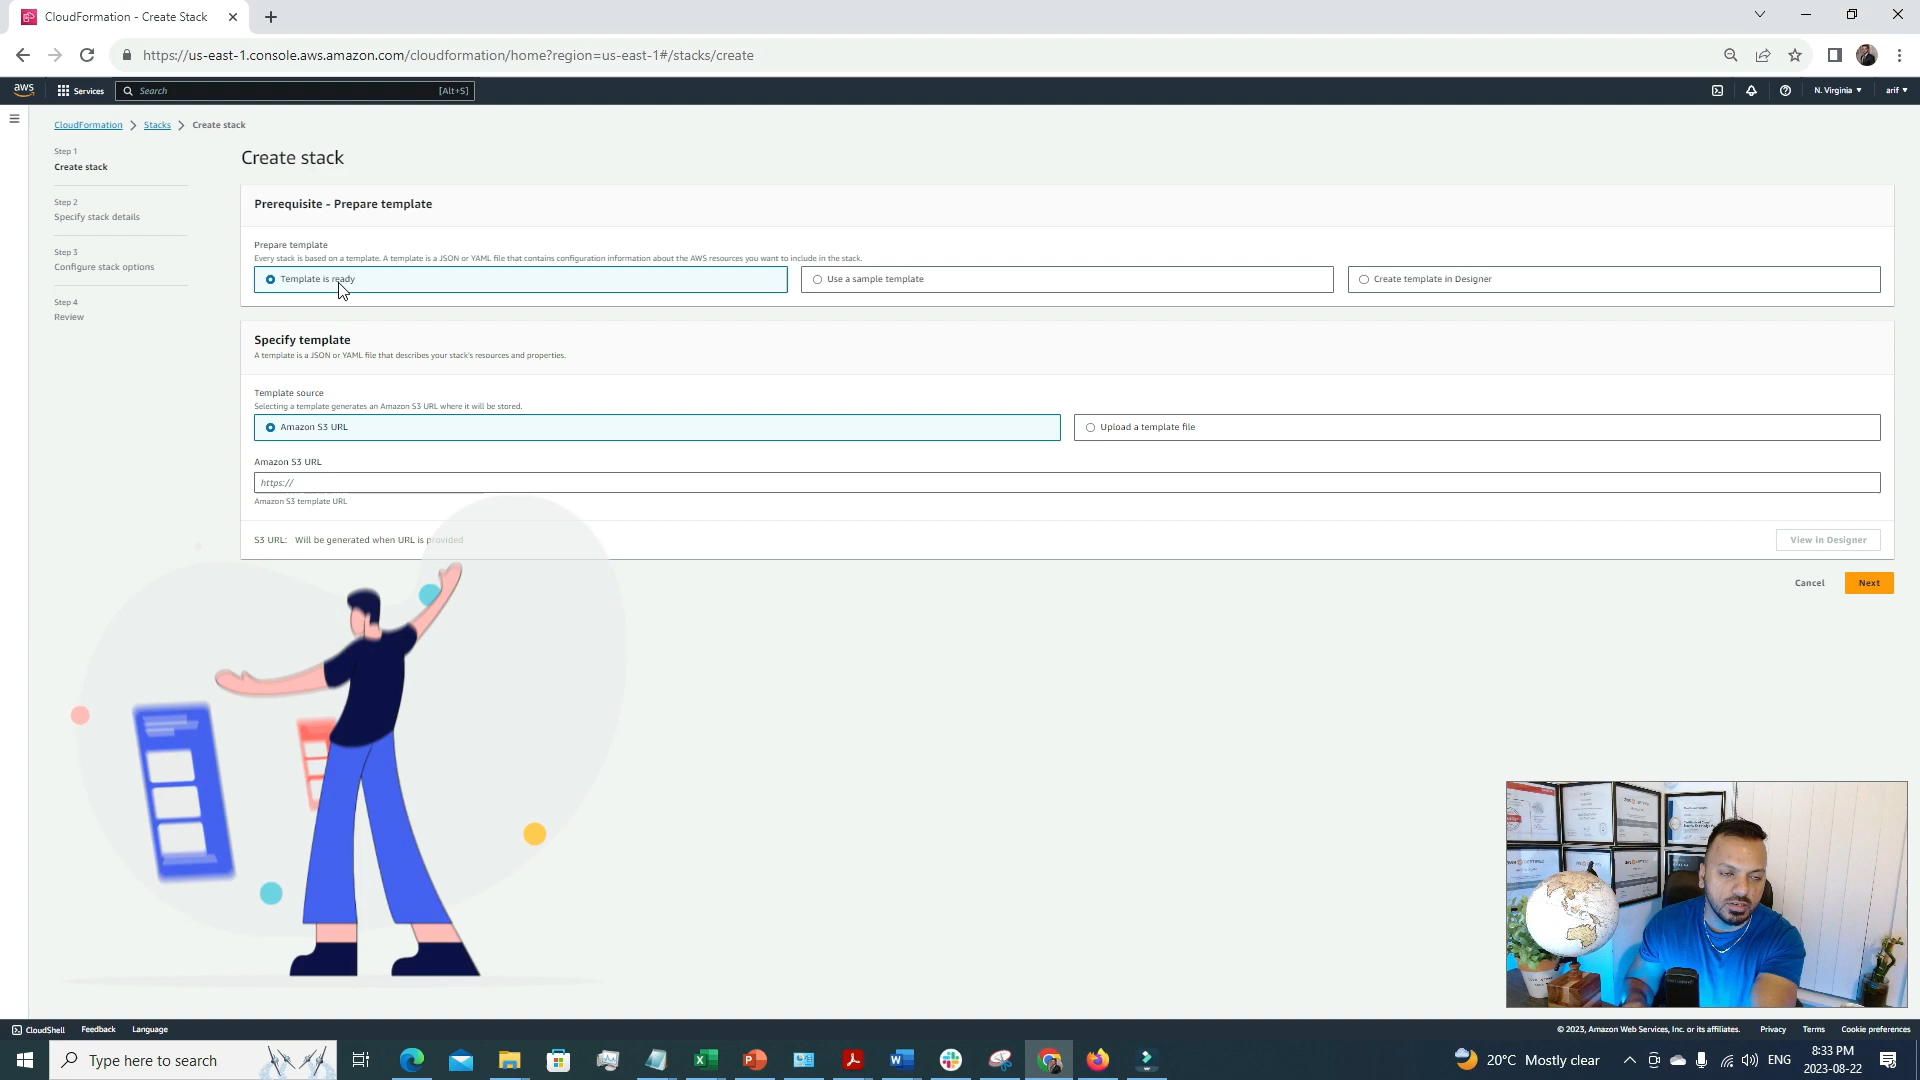 CloudFormation - Create Stack
https://us-east-1.console.aws.amazon.com/cloudformation/home?region=us-east-1#/stacks/create
aws
Services
Search
[Alt+S]
N. Virginia
arif
CloudFormation
Stacks
Create stack
Step 1
Create stack
Step 2
Specify stack details
Step 3
Configure stack options
Step 4
Review
Create stack
Prerequisite - Prepare template
Prepare template
Every stack is based on a template. A template is a JSON or YAML file that contains configuration information about the AWS resources you want to include in the stack.
Template is ready
Use a sample template
Create template in Designer
Specify template
A template is a JSON or YAML file that describes your stack's resources and properties.
Template source
Selecting a template generates an Amazon S3 URL where it will be stored.
Amazon S3 URL
Upload a template file
Amazon S3 URL
https://
Amazon S3 template URL
S3 URL: Will be generated when URL is provided
View in Designer
Cancel
Next
CloudShell
Feedback
Language
© 2023, Amazon Web Services, Inc. or its affiliates.
Privacy
Terms
Cookie preferences
Type here to search
20°C Mostly clear
ENG
8:33 PM
2023-08-22